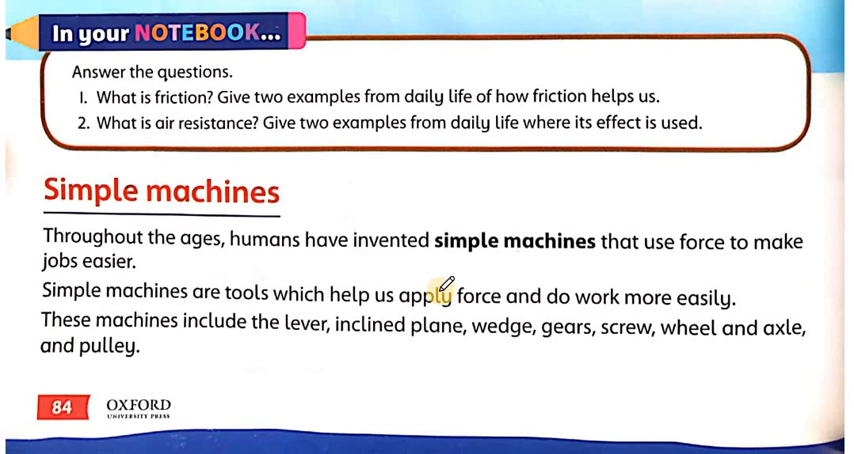 In your NOTEBOOK...
Answer the questions.
1. What is friction? Give two examples from daily life of how friction helps us.
2. What is air resistance? Give two examples from daily life where its effect is used.
Simple machines
Throughout the ages, humans have invented simple machines that use force to make
jobs easier.
Simple machines are tools which help us apply force and do work more easily.
These machines include the lever, inclined plane, wedge, gears, screw, wheel and axle,
and pulley.
84 OXFORD
UNIVERSITY PRESS